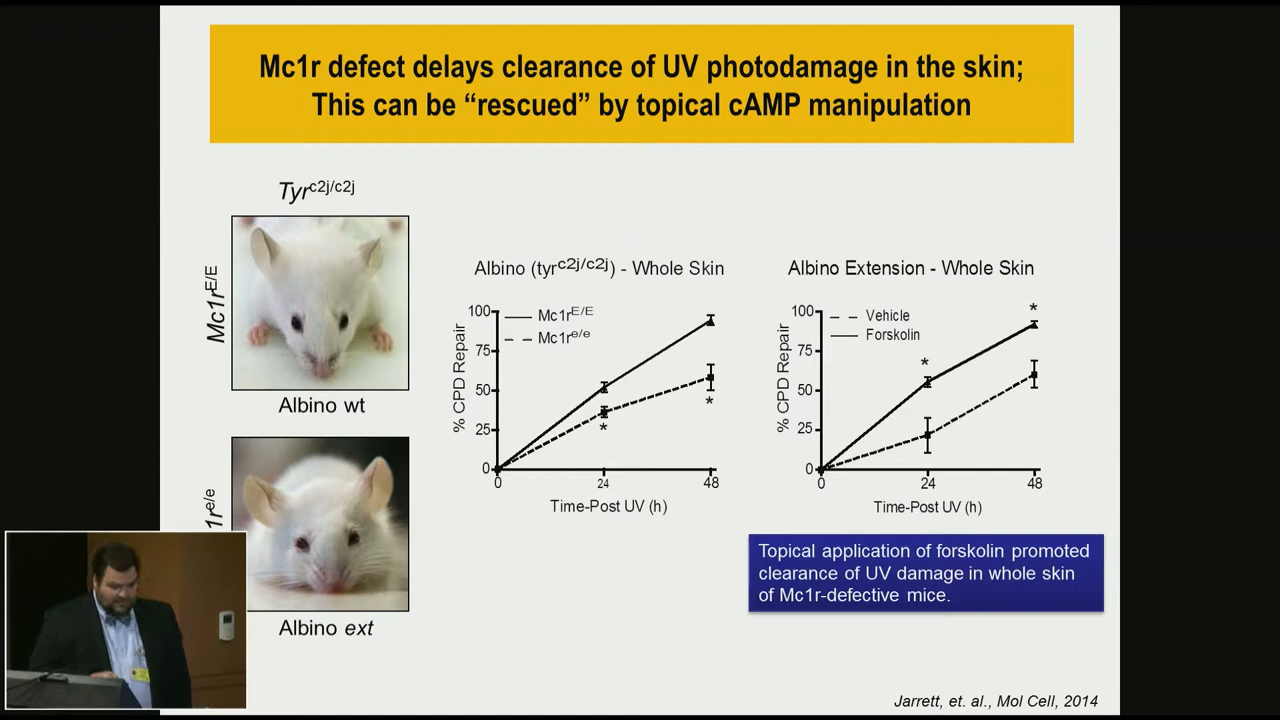 Mc1r defect delays clearance of UV photodamage in the skin;
This can be “rescued” by topical cAMP manipulation
Tyrc2j/c2j
Mc1rE/E
Albino wt
1re/e
Albino ext
Albino (tyrc2j/c2j) - Whole Skin
Mc1rE/E
Mc1re/e
% CPD Repair
100
75
50
25
0
*
*
0
24
48
Time-Post UV (h)
Albino Extension - Whole Skin
Vehicle
Forskolin
% CPD Repair
100
75
50
25
0
*
*
0
24
48
Time-Post UV (h)
Topical application of forskolin promoted
clearance of UV damage in whole skin
of Mc1r-defective mice.
Jarrett, et. al., Mol Cell, 2014